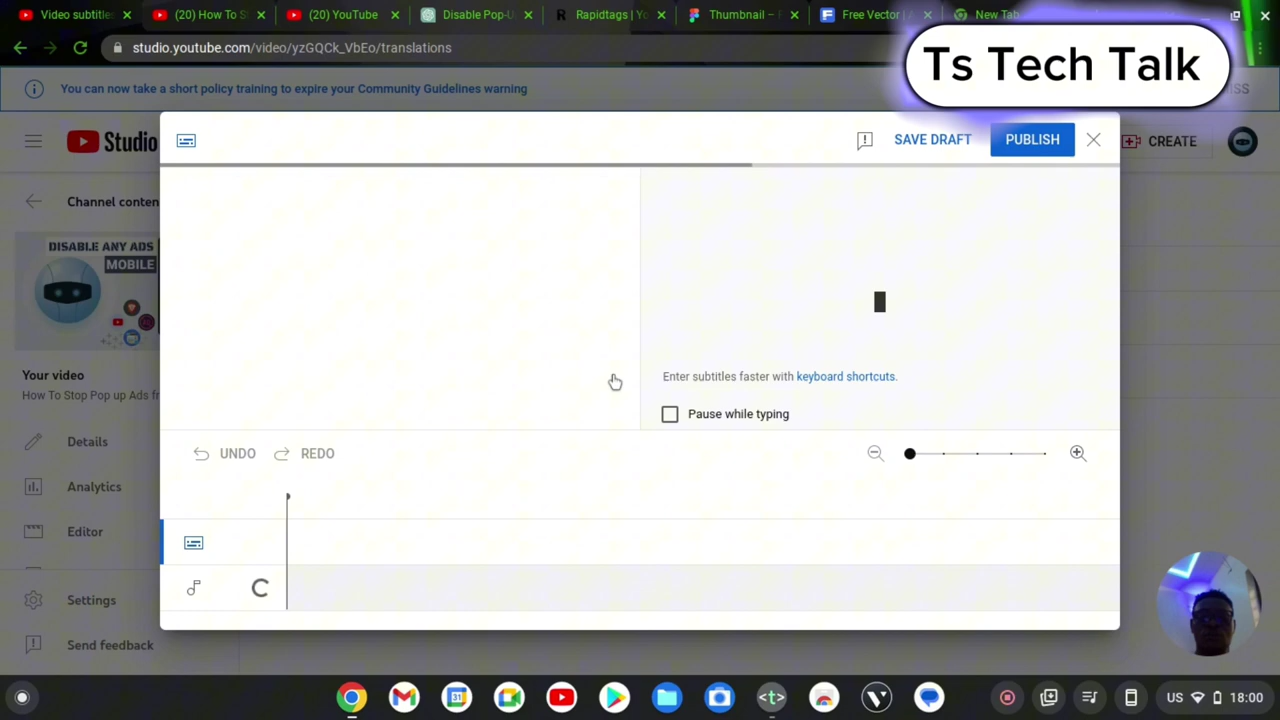 Video subtitles
(20) How To S
(20) YouTube
Disable Pop-U
Rapidtags | Yo
Thumbnail –
Free Vector |
New Tab
studio.youtube.com/video/yzGQCk_VbEo/translations
Ts Tech Talk
You can now take a short policy training to expire your Community Guidelines warning
Studio
SAVE DRAFT
PUBLISH
CREATE
Channel conten
DISABLE ANY ADS
MOBILE
Your video
How To Stop Pop up Ads fr
Details
Analytics
Editor
Settings
Send feedback
Enter subtitles faster with keyboard shortcuts.
Pause while typing
UNDO
REDO
31
<t>
US
18:00